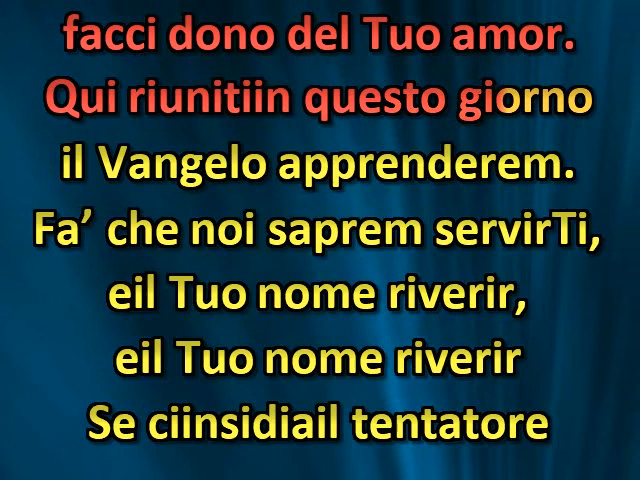 facci dono del Tuo amor.
Qui riunitiin questo giorno
il Vangelo apprenderem.
Fa’ che noi saprem servirTi,
eil Tuo nome riverir,
eil Tuo nome riverir
Se ciinsidiail tentatore